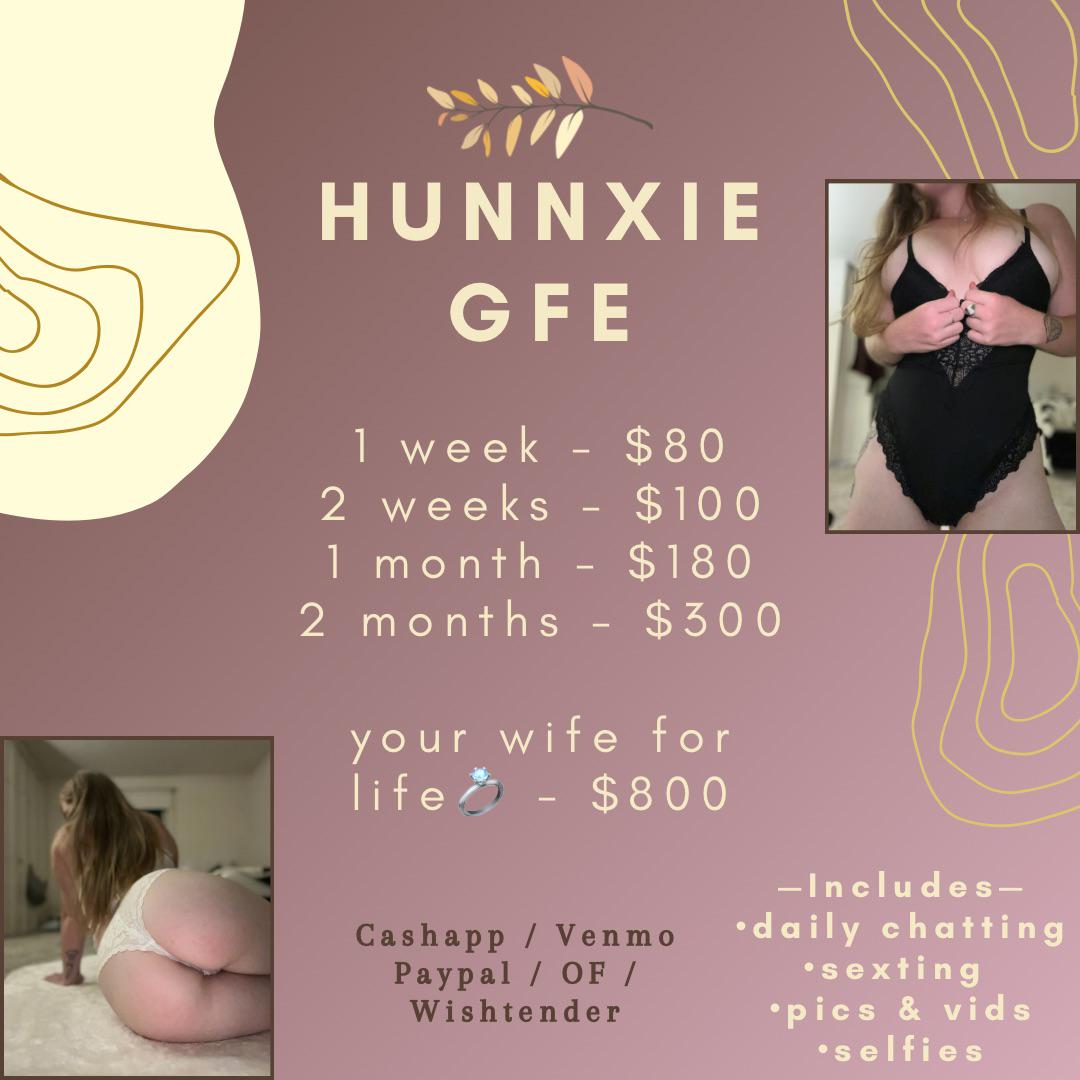 HUNNXIE
GFE
1 week – $80
2 weeks – $100
1 month – $180
2 months – $300
your wife for
life💍 – $800
Cashapp / Venmo
Paypal / OF /
Wishtender
—Includes—
•daily chatting
•sexting
•pics & vids
•selfies